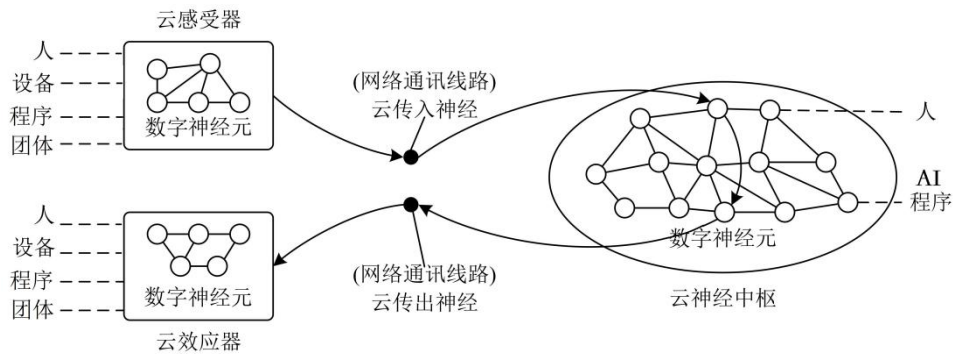 云感受器
人
设备
程序
团体
数字神经元
(网络通讯线路)
云传入神经
人
AI
程序
数字神经元
云神经中枢
人
设备
程序
团体
数字神经元
云效应器
(网络通讯线路)
云传出神经